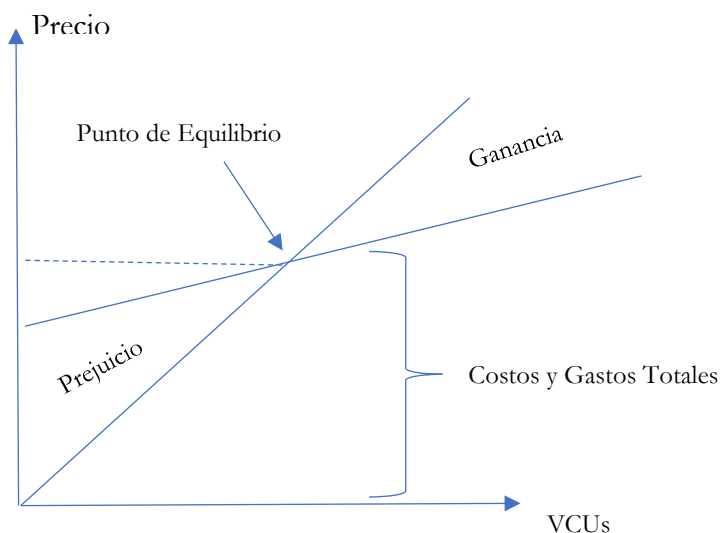 Precio
Punto de Equilibrio
Ganancia
Prejuicio
Costos y Gastos Totales
VCUs